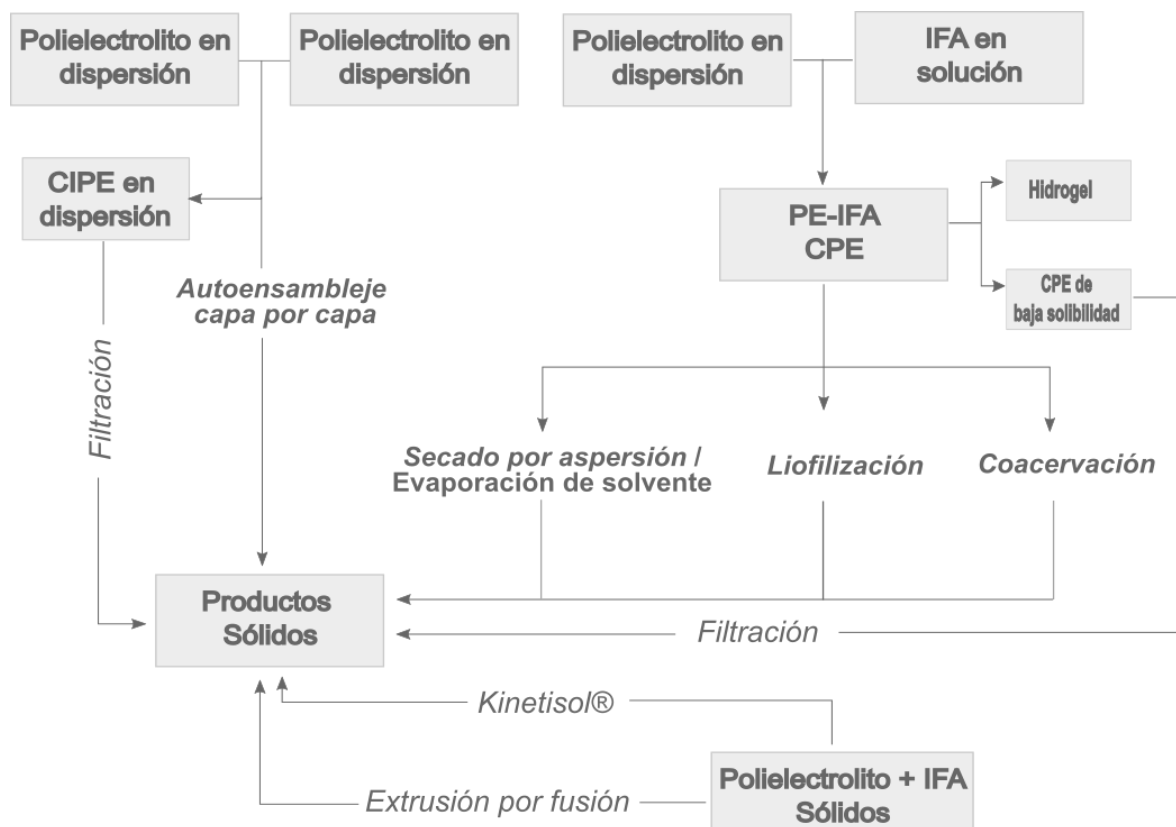 Polielectrolito en
dispersión
Polielectrolito en
dispersión
Polielectrolito en
dispersión
IFA en
solución
CIPE en
dispersión
PE-IFA
CPE
Hidrogel
CPE de
baja solibilidad
Autoensambleje
capa por capa
Filtración
Secado por aspersión /
Evaporación de solvente
Liofilización
Coacervación
Productos
Sólidos
Filtración
Kinetisol®
Extrusión por fusión
Polielectrolito + IFA
Sólidos